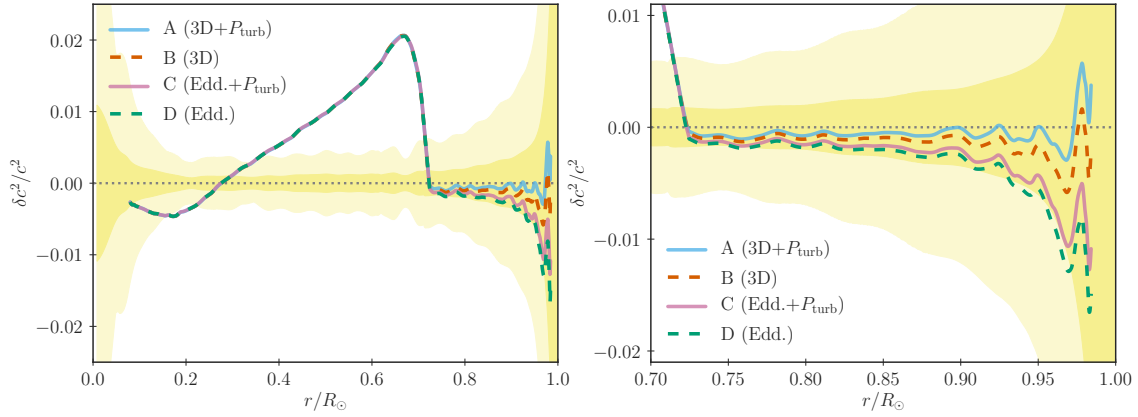 0.02
0.01
0.00
−0.01
−0.02
δc²/c²
A (3D+P_turb)
B (3D)
C (Edd.+P_turb)
D (Edd.)
0.0 0.2 0.4 0.6 0.8 1.0
r/R⊙
0.01
0.00
−0.01
−0.02
δc²/c²
A (3D+P_turb)
B (3D)
C (Edd.+P_turb)
D (Edd.)
0.70 0.75 0.80 0.85 0.90 0.95 1.00
r/R⊙